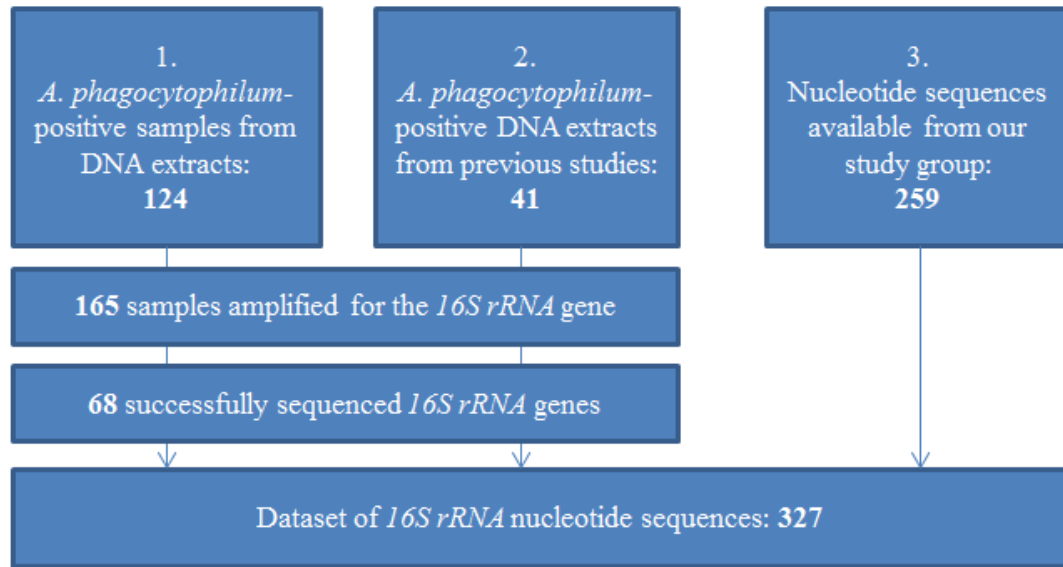 1.
A. phagocytophilum-
positive samples from
DNA extracts:
124
2.
A. phagocytophilum-
positive DNA extracts
from previous studies:
41
3.
Nucleotide sequences
available from our
study group:
259
165 samples amplified for the 16S rRNA gene
68 successfully sequenced 16S rRNA genes
Dataset of 16S rRNA nucleotide sequences: 327